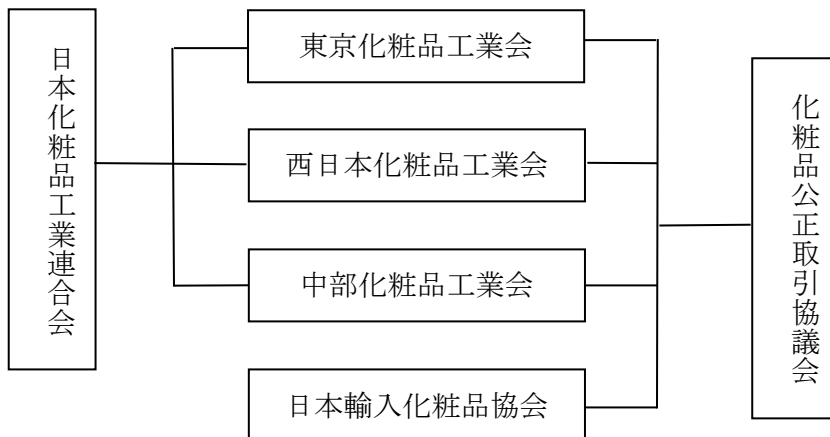 日本化粧品工業連合会
東京化粧品工業会
西日本化粧品工業会
中部化粧品工業会
日本輸入化粧品協会
化粧品公正取引協議会